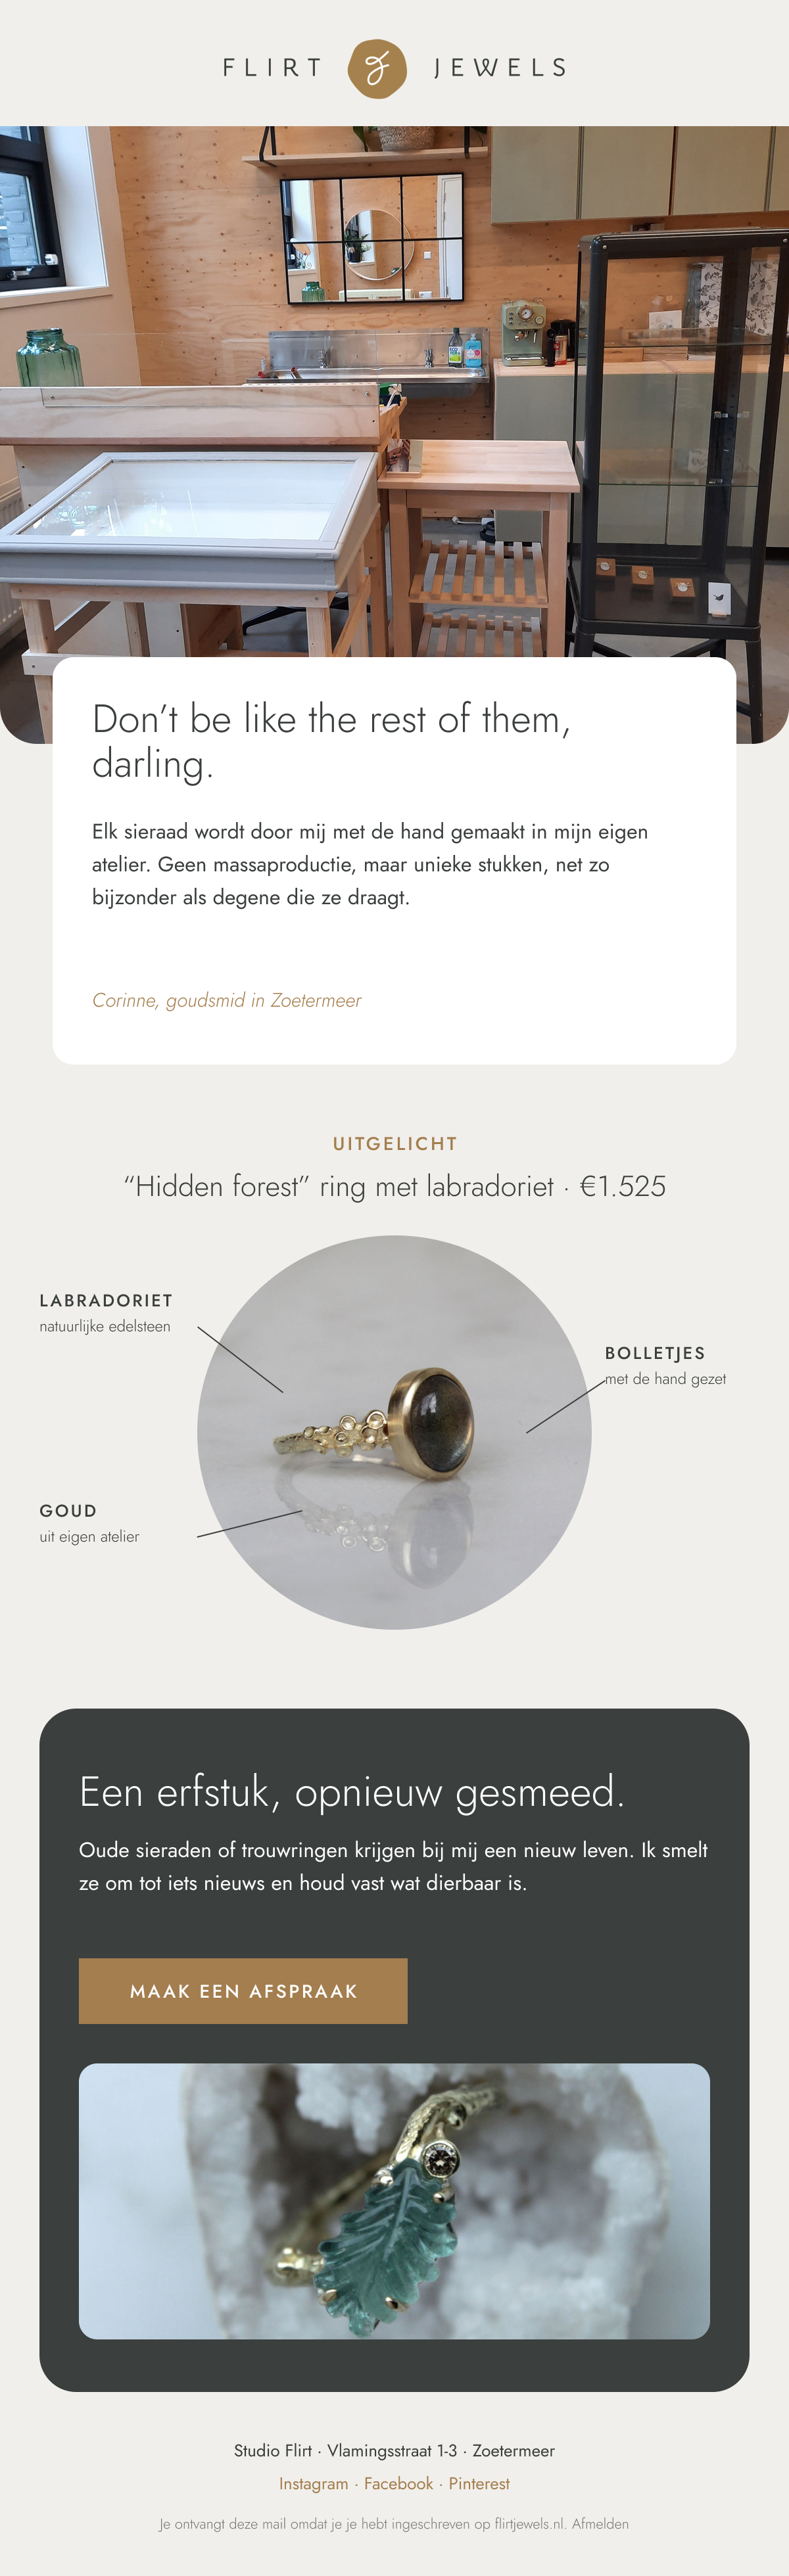 FLIRT JEWELS
Don’t be like the rest of them,
darling.
Elk sieraad wordt door mij met de hand gemaakt in mijn eigen
atelier. Geen massaproductie, maar unieke stukken, net zo
bijzonder als degene die ze draagt.
Corinne, goudsmid in Zoetermeer
UITGELICHT
“Hidden forest” ring met labradoriet · €1.525
LABRADORIET
natuurlijke edelsteen
BOLLETJES
met de hand gezet
GOUD
uit eigen atelier
Een erfstuk, opnieuw gesmeed.
Oude sieraden of trouwringen krijgen bij mij een nieuw leven. Ik smelt
ze om tot iets nieuws en houd vast wat dierbaar is.
MAAK EEN AFSPRAAK
Studio Flirt · Vlamingsstraat 1-3 · Zoetermeer
Instagram · Facebook · Pinterest
Je ontvangt deze mail omdat je je hebt ingeschreven op flirtjewels.nl. Afmelden